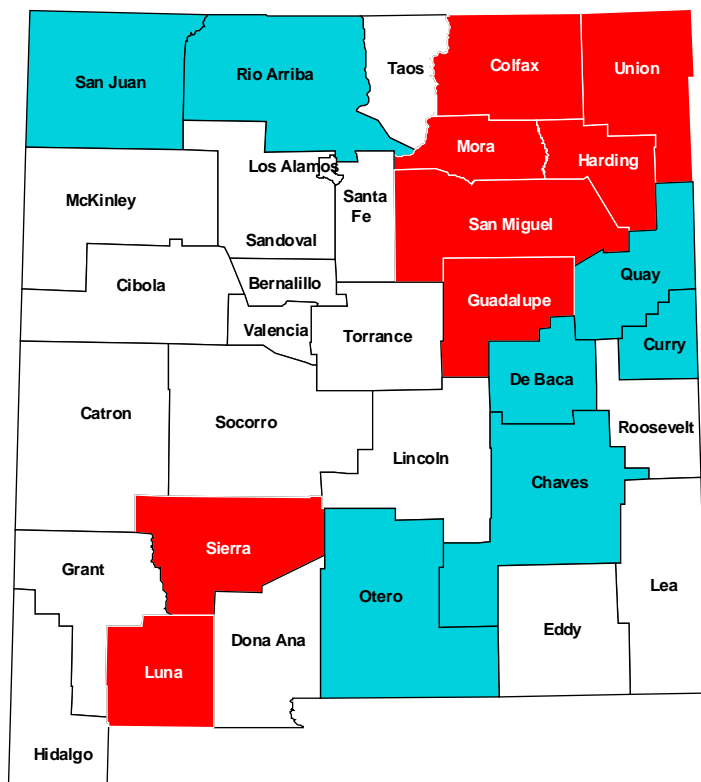 Taos
Colfax
Union
San Juan
Rio Arriba
Mora
Harding
Los Alamos
McKinley
Santa
Fe
San Miguel
Sandoval
Quay
Cibola
Bernalillo
Guadalupe
Valencia
Torrance
Curry
De Baca
Catron
Socorro
Roosevelt
Lincoln
Chaves
Sierra
Grant
Otero
Lea
Dona Ana
Eddy
Luna
Hidalgo